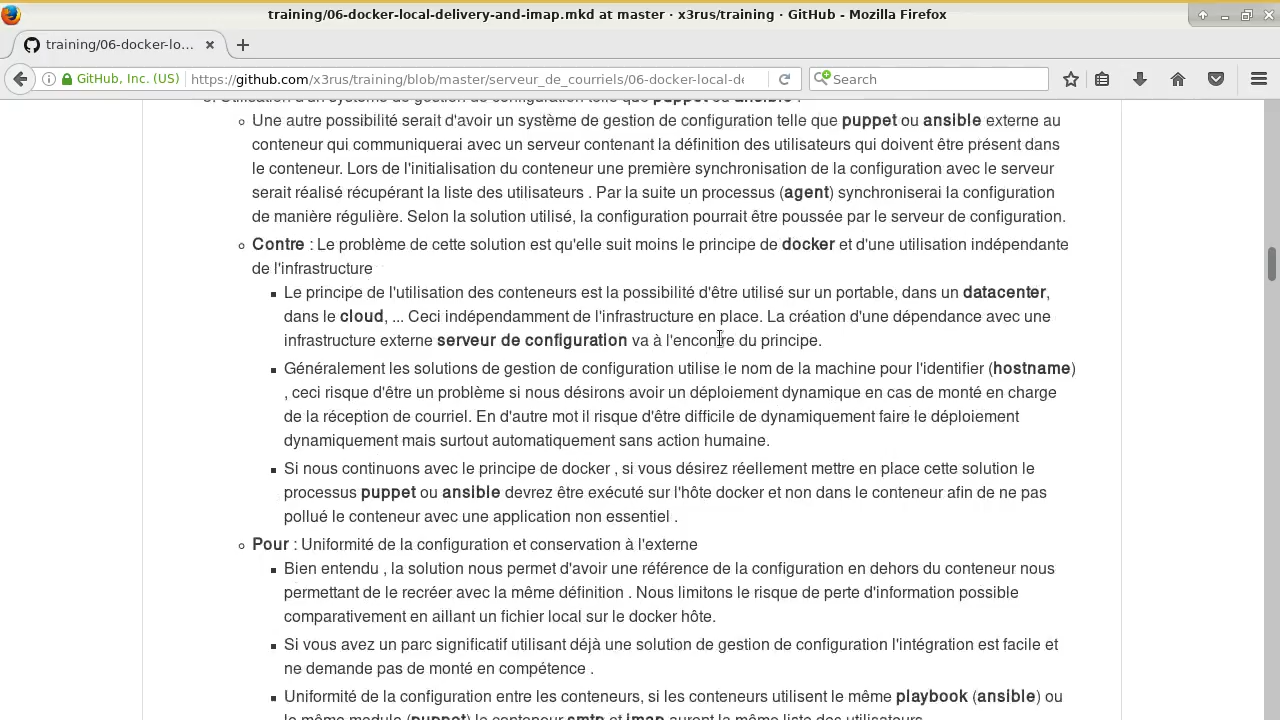 training/06-docker-local-delivery-and-imap.mkd at master · x3rus/training · GitHub - Mozilla Firefox
training/06-docker-lo...
GitHub, Inc. (US)
https://github.com/x3rus/training/blob/master/serveur_de_courriels/06-docker-local-de
Search
Utilisation d'un système de gestion de configuration telle que puppet ou ansible :
Une autre possibilité serait d'avoir un système de gestion de configuration telle que puppet ou ansible externe au
conteneur qui communiquerai avec un serveur contenant la définition des utilisateurs qui doivent être présent dans
le conteneur. Lors de l'initialisation du conteneur une première synchronisation de la configuration avec le serveur
serait réalisé récupérant la liste des utilisateurs . Par la suite un processus (agent) synchroniserai la configuration
de manière régulière. Selon la solution utilisé, la configuration pourrait être poussée par le serveur de configuration.
Contre : Le problème de cette solution est qu'elle suit moins le principe de docker et d'une utilisation indépendante
de l'infrastructure
Le principe de l'utilisation des conteneurs est la possibilité d'être utilisé sur un portable, dans un datacenter,
dans le cloud, ... Ceci indépendamment de l'infrastructure en place. La création d'une dépendance avec une
infrastructure externe serveur de configuration va à l'encontre du principe.
Généralement les solutions de gestion de configuration utilise le nom de la machine pour l'identifier (hostname)
, ceci risque d'être un problème si nous désirons avoir un déploiement dynamique en cas de monté en charge
de la réception de courriel. En d'autre mot il risque d'être difficile de dynamiquement faire le déploiement
dynamiquement mais surtout automatiquement sans action humaine.
Si nous continuons avec le principe de docker , si vous désirez réellement mettre en place cette solution le
processus puppet ou ansible devrez être exécuté sur l'hôte docker et non dans le conteneur afin de ne pas
pollué le conteneur avec une application non essentiel .
Pour : Uniformité de la configuration et conservation à l'externe
Bien entendu , la solution nous permet d'avoir une référence de la configuration en dehors du conteneur nous
permettant de le recréer avec la même définition . Nous limitons le risque de perte d'information possible
comparativement en aillant un fichier local sur le docker hôte.
Si vous avez un parc significatif utilisant déjà une solution de gestion de configuration l'intégration est facile et
ne demande pas de monté en compétence .
Uniformité de la configuration entre les conteneurs, si les conteneurs utilisent le même playbook (ansible) ou
le même module (puppet) le conteneur smtp et imap auront la même liste des utilisateurs